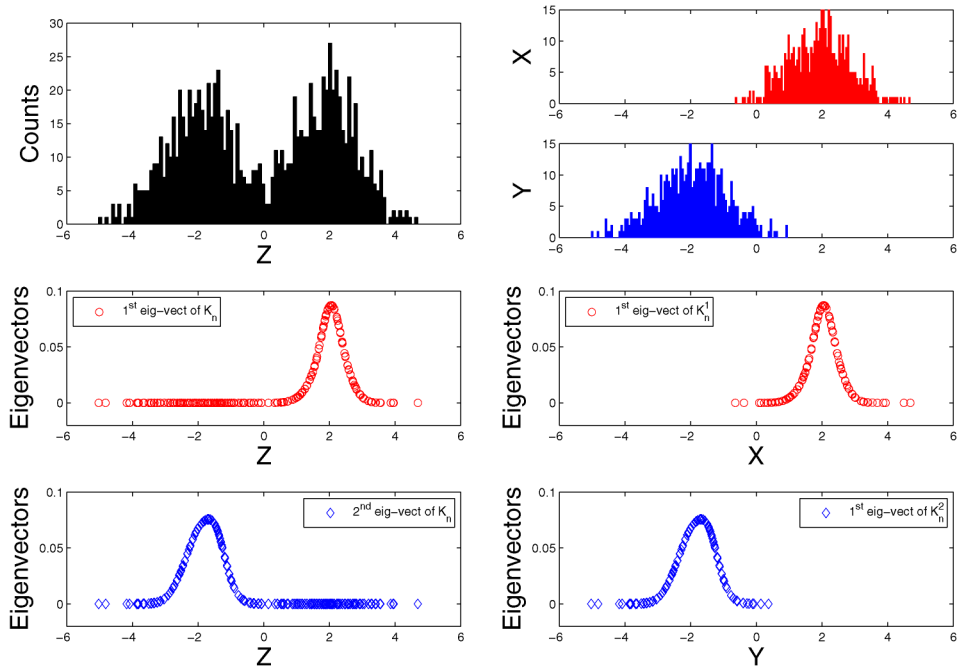 30
25
20
15
10
5
0
Counts
-6 -4 -2 0 2 4 6
Z
15
10
5
0
X
-6 -4 -2 0 2 4 6
15
10
5
0
Y
-6 -4 -2 0 2 4 6
0.1
0.05
0
Eigenvectors
1st eig-vect of Kn
-6 -4 -2 0 2 4 6
Z
0.1
0.05
0
Eigenvectors
1st eig-vect of Kn1
-6 -4 -2 0 2 4 6
X
0.1
0.05
0
Eigenvectors
2nd eig-vect of Kn
-6 -4 -2 0 2 4 6
Z
0.1
0.05
0
Eigenvectors
1st eig-vect of Kn2
-6 -4 -2 0 2 4 6
Y